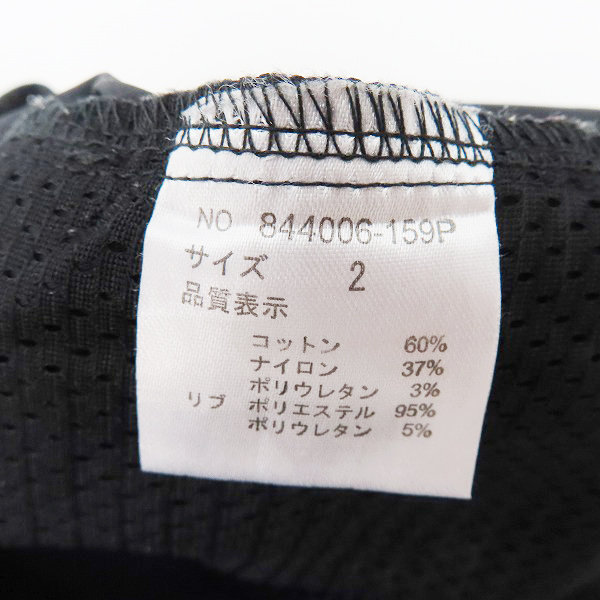 NO 844006-159P
サイズ 2
品質表示
コットン 60%
ナイロン 37%
ポリウレタン 3%
リブ ポリエステル 95%
ポリウレタン 5%